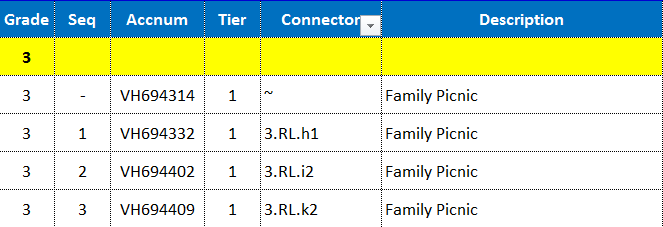 Grade Seq Accnum Tier Connector Description
3
3 - VH694314 1 ~ Family Picnic
3 1 VH694332 1 3.RL.h1 Family Picnic
3 2 VH694402 1 3.RL.i2 Family Picnic
3 3 VH694409 1 3.RL.k2 Family Picnic